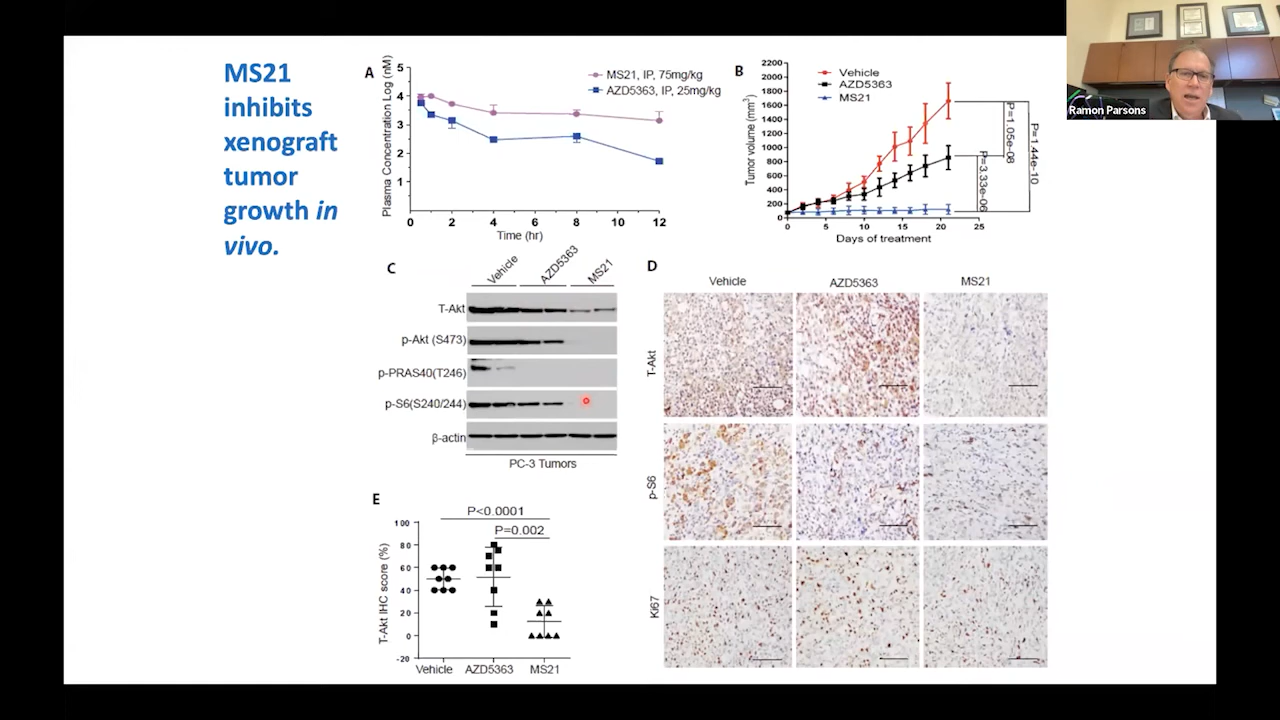 MS21
inhibits
xenograft
tumor
growth in
vivo.
A
Plasma Concentration Log (nM)
5
4
3
2
1
0
2
4
6
8
10
12
Time (hr)
MS21, IP, 75mg/kg
AZD5363, IP, 25mg/kg
B
Tumor volume (mm3)
2200
2000
1800
1600
1400
1200
1000
800
600
400
200
0
0
5
10
15
20
25
Days of treatment
Vehicle
AZD5363
MS21
P=1.05e-08
P=3.33e-06
P=1.44e-10
Ramon Parsons
C
Vehicle
AZD5363
MS21
T-Akt
p-Akt (S473)
p-PRAS40(T246)
p-S6(S240/244)
β-actin
PC-3 Tumors
D
Vehicle
AZD5363
MS21
T-Akt
p-S6
Ki67
E
P<0.0001
P=0.002
T-Akt IHC score (%)
100
80
60
40
20
0
-20
Vehicle
AZD5363
MS21